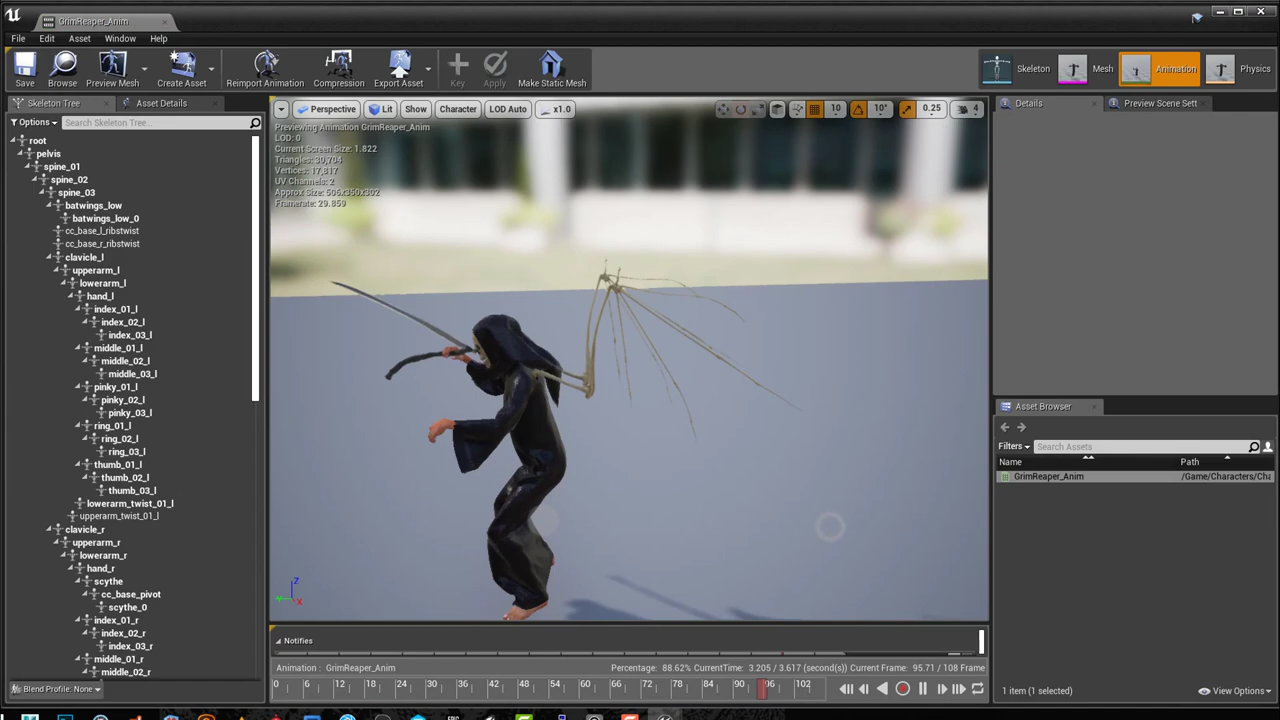 GrimReaper_Anim
File Edit Asset Window Help
Save Browse Preview Mesh Create Asset Reimport Animation Compression Export Asset Key Apply Make Static Mesh Skeleton Mesh Animation Physics
Skeleton Tree Asset Details
Options Search Skeleton Tree...
root
pelvis
spine_01
spine_02
spine_03
batwings_low
batwings_low_0
cc_base_l_ribstwist
cc_base_r_ribstwist
clavicle_l
upperarm_l
lowerarm_l
hand_l
index_01_l
index_02_l
index_03_l
middle_01_l
middle_02_l
middle_03_l
pinky_01_l
pinky_02_l
pinky_03_l
ring_01_l
ring_02_l
ring_03_l
thumb_01_l
thumb_02_l
thumb_03_l
lowerarm_twist_01_l
upperarm_twist_01_l
clavicle_r
upperarm_r
lowerarm_r
hand_r
scythe
cc_base_pivot
scythe_0
index_01_r
index_02_r
index_03_r
middle_01_r
middle_02_r
Blend Profile: None
Perspective Lit Show Character LOD Auto x1.0 10 10° 0.25 4
Previewing Animation GrimReaper_Anim
LOD: 0
Current Screen Size: 1.822
Triangles: 30,704
Vertices: 17,817
UV Channels: 2
Approx Size: 506x350x302
Framerate: 29.859
Z
Y X
Notifies
Animation : GrimReaper_Anim Percentage: 88.62% CurrentTime: 3.205 / 3.617 (second(s)) Current Frame: 95.71 / 108 Frame
0 6 12 18 24 30 36 42 48 54 60 66 72 78 84 90 96 102
Details Preview Scene Sett
Asset Browser
Filters Search Assets
Name Path
GrimReaper_Anim /Game/Characters/Cha
1 item (1 selected) View Options